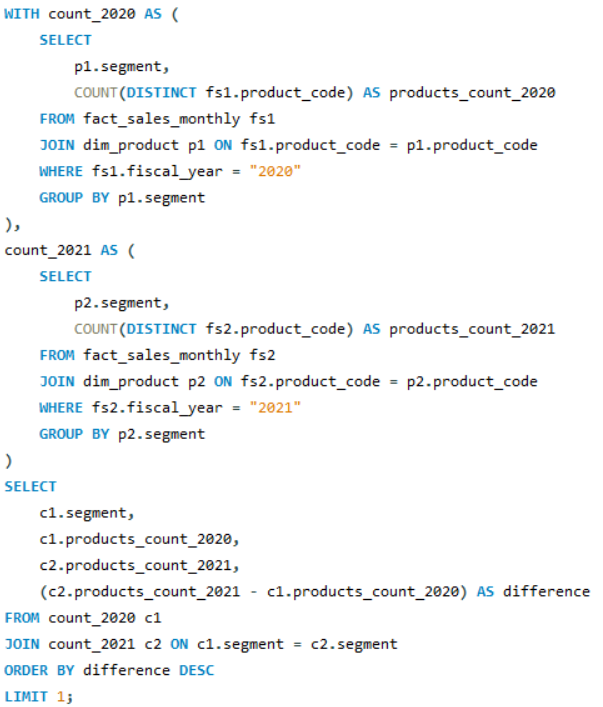 WITH count_2020 AS (
    SELECT
        p1.segment,
        COUNT(DISTINCT fs1.product_code) AS products_count_2020
    FROM fact_sales_monthly fs1
    JOIN dim_product p1 ON fs1.product_code = p1.product_code
    WHERE fs1.fiscal_year = "2020"
    GROUP BY p1.segment
),
count_2021 AS (
    SELECT
        p2.segment,
        COUNT(DISTINCT fs2.product_code) AS products_count_2021
    FROM fact_sales_monthly fs2
    JOIN dim_product p2 ON fs2.product_code = p2.product_code
    WHERE fs2.fiscal_year = "2021"
    GROUP BY p2.segment
)
SELECT
    c1.segment,
    c1.products_count_2020,
    c2.products_count_2021,
    (c2.products_count_2021 - c1.products_count_2020) AS difference
FROM count_2020 c1
JOIN count_2021 c2 ON c1.segment = c2.segment
ORDER BY difference DESC
LIMIT 1;